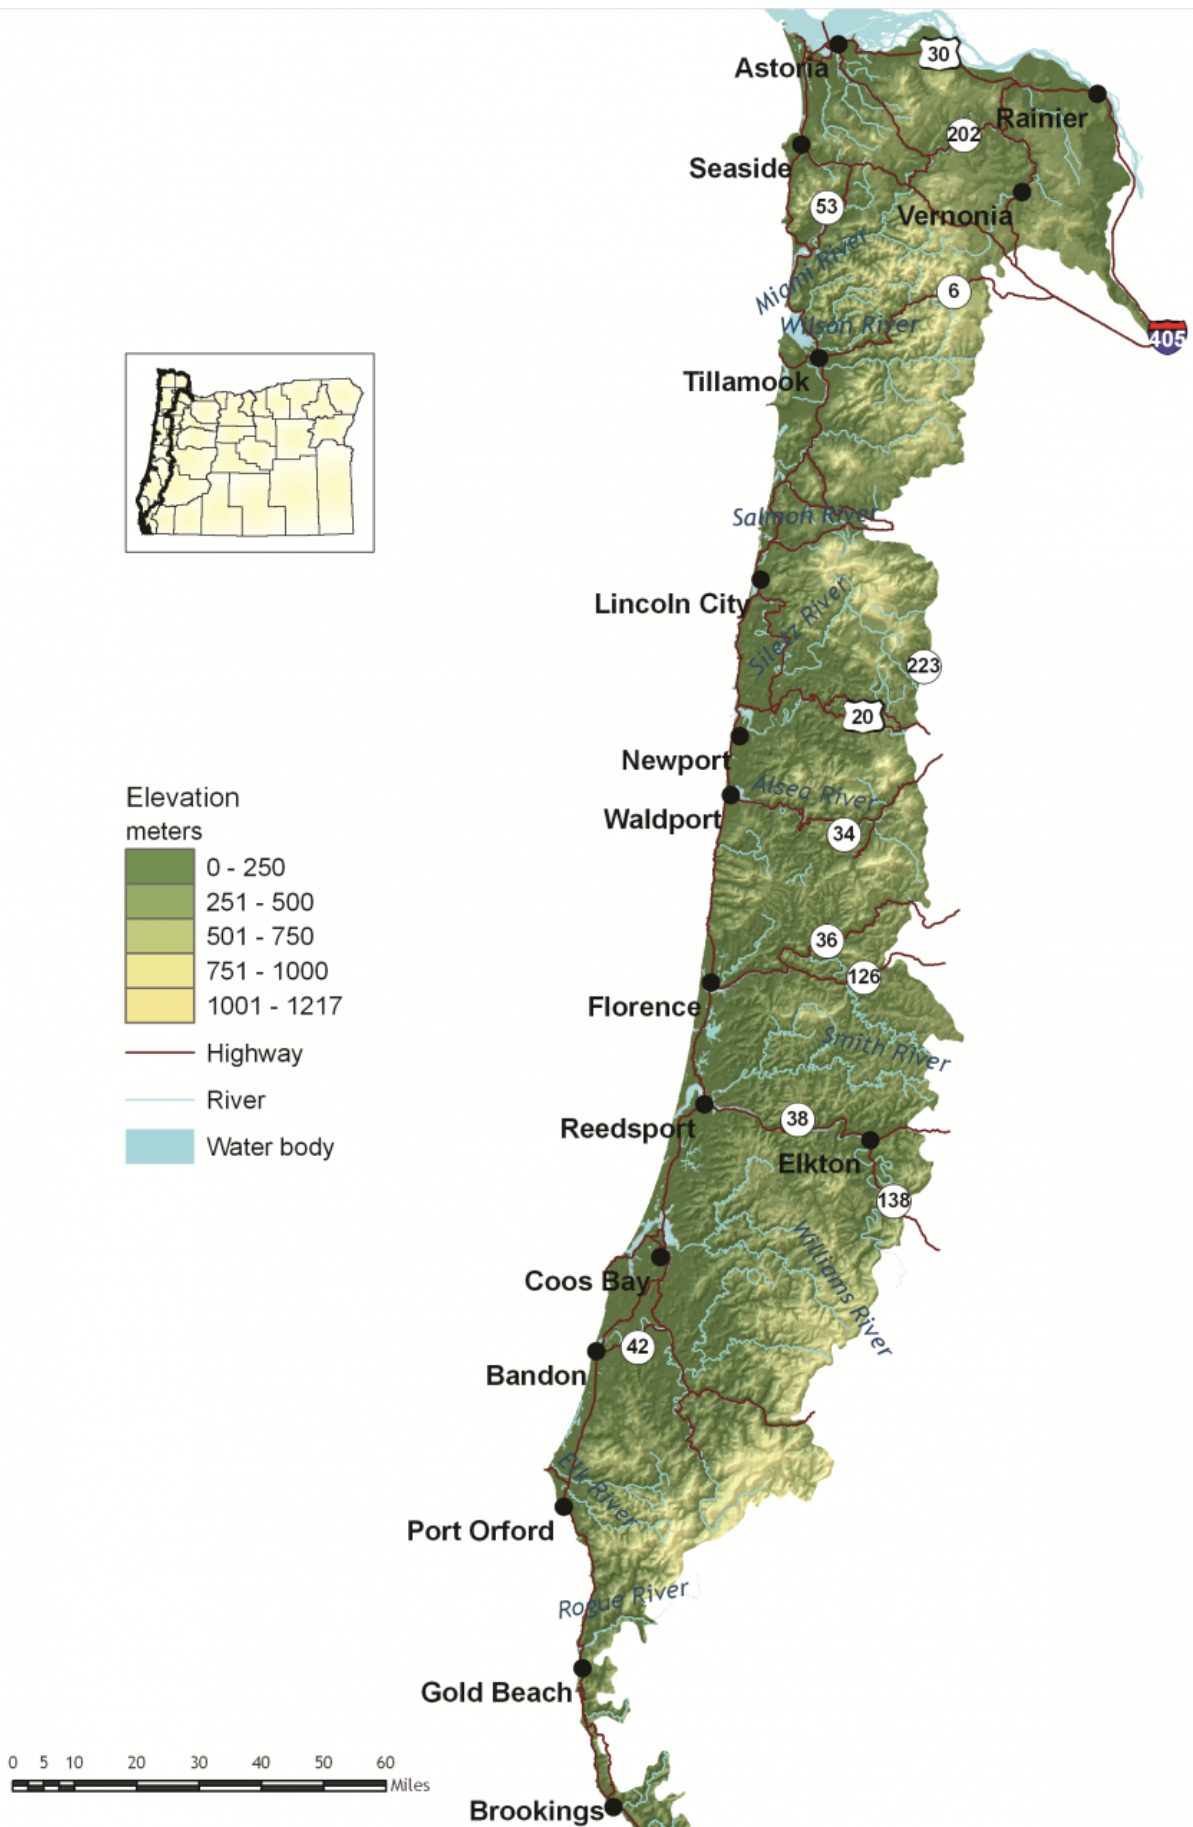 Astoria
30
Rainier
202
Seaside
53
Vernonia
Miami River
6
Wilson River
405
Tillamook
Salmon River
Lincoln City
Siletz River
223
20
Newport
Alsea River
Waldport
34
Elevation
meters
0 - 250
251 - 500
501 - 750
751 - 1000
1001 - 1217
Highway
River
Water body
36
126
Florence
Smith River
38
Reedsport
Elkton
138
Williams River
Coos Bay
42
Bandon
Elk River
Port Orford
Rogue River
Gold Beach
0 5 10 20 30 40 50 60
Miles
Brookings